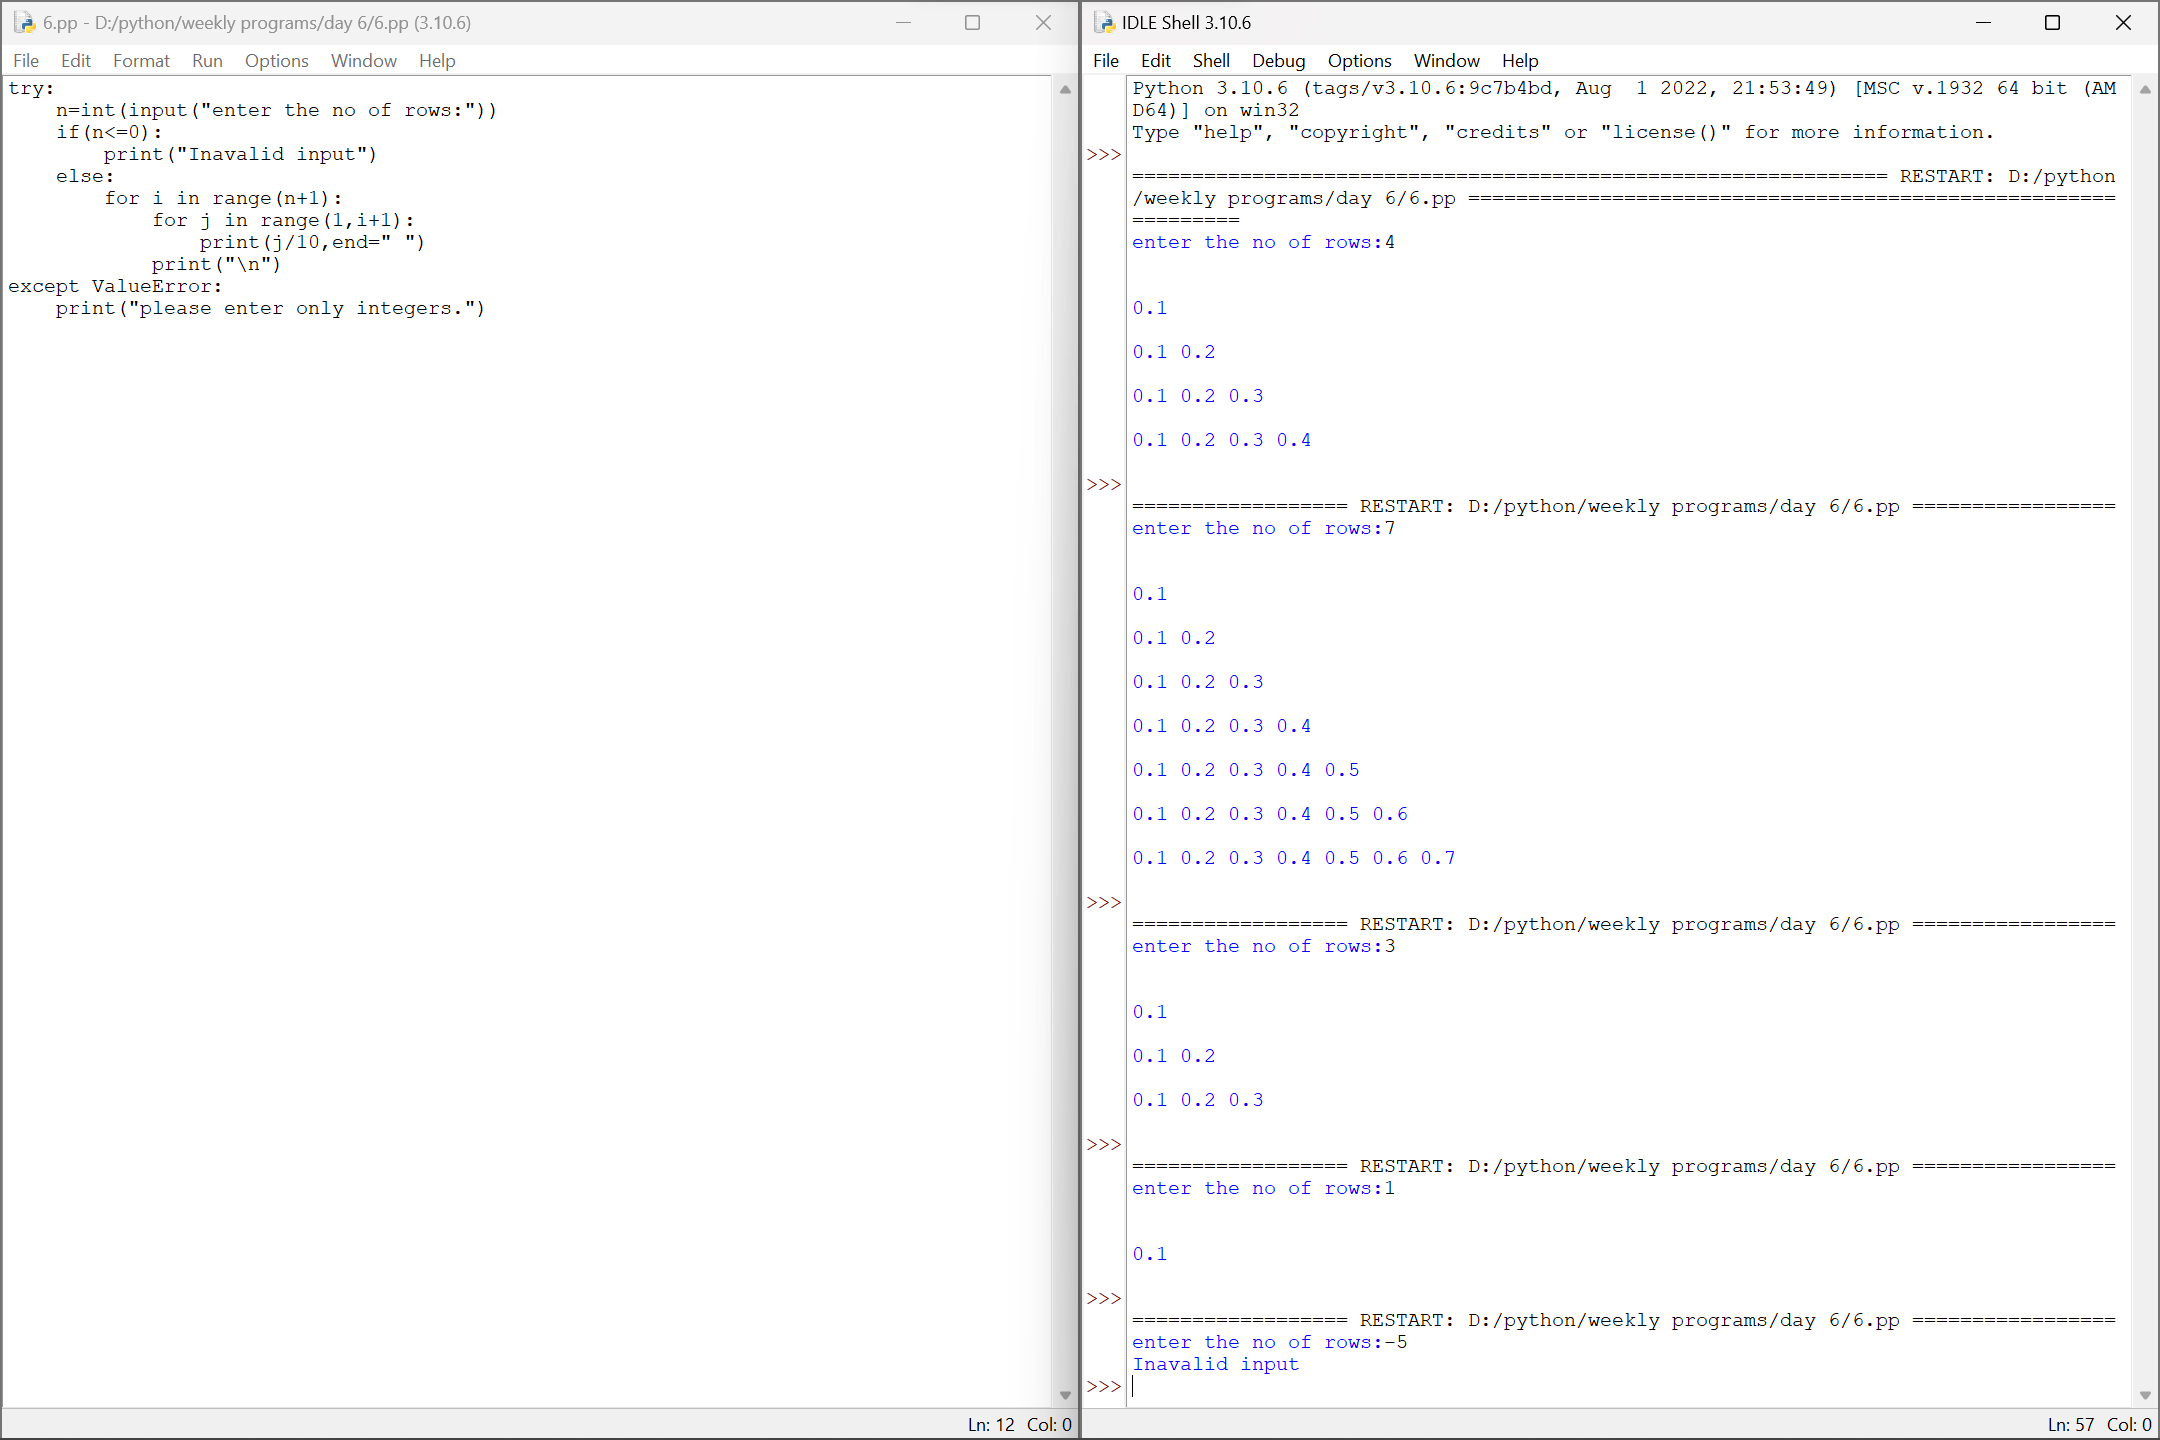 6.pp - D:/python/weekly programs/day 6/6.pp (3.10.6)
File Edit Format Run Options Window Help
try:
    n=int(input("enter the no of rows:"))
    if(n<=0):
        print("Inavalid input")
    else:
        for i in range(n+1):
            for j in range(1,i+1):
                print(j/10,end=" ")
            print("\n")
except ValueError:
    print("please enter only integers.")
Ln: 12 Col: 0
IDLE Shell 3.10.6
File Edit Shell Debug Options Window Help
Python 3.10.6 (tags/v3.10.6:9c7b4bd, Aug  1 2022, 21:53:49) [MSC v.1932 64 bit (AM
D64)] on win32
Type "help", "copyright", "credits" or "license()" for more information.
>>>
=============================================================== RESTART: D:/python
/weekly programs/day 6/6.pp ======================================================
=========
enter the no of rows:4
0.1
0.1 0.2
0.1 0.2 0.3
0.1 0.2 0.3 0.4
>>>
================== RESTART: D:/python/weekly programs/day 6/6.pp =================
enter the no of rows:7
0.1
0.1 0.2
0.1 0.2 0.3
0.1 0.2 0.3 0.4
0.1 0.2 0.3 0.4 0.5
0.1 0.2 0.3 0.4 0.5 0.6
0.1 0.2 0.3 0.4 0.5 0.6 0.7
>>>
================== RESTART: D:/python/weekly programs/day 6/6.pp =================
enter the no of rows:3
0.1
0.1 0.2
0.1 0.2 0.3
>>>
================== RESTART: D:/python/weekly programs/day 6/6.pp =================
enter the no of rows:1
0.1
>>>
================== RESTART: D:/python/weekly programs/day 6/6.pp =================
enter the no of rows:-5
Inavalid input
>>>
Ln: 57 Col: 0